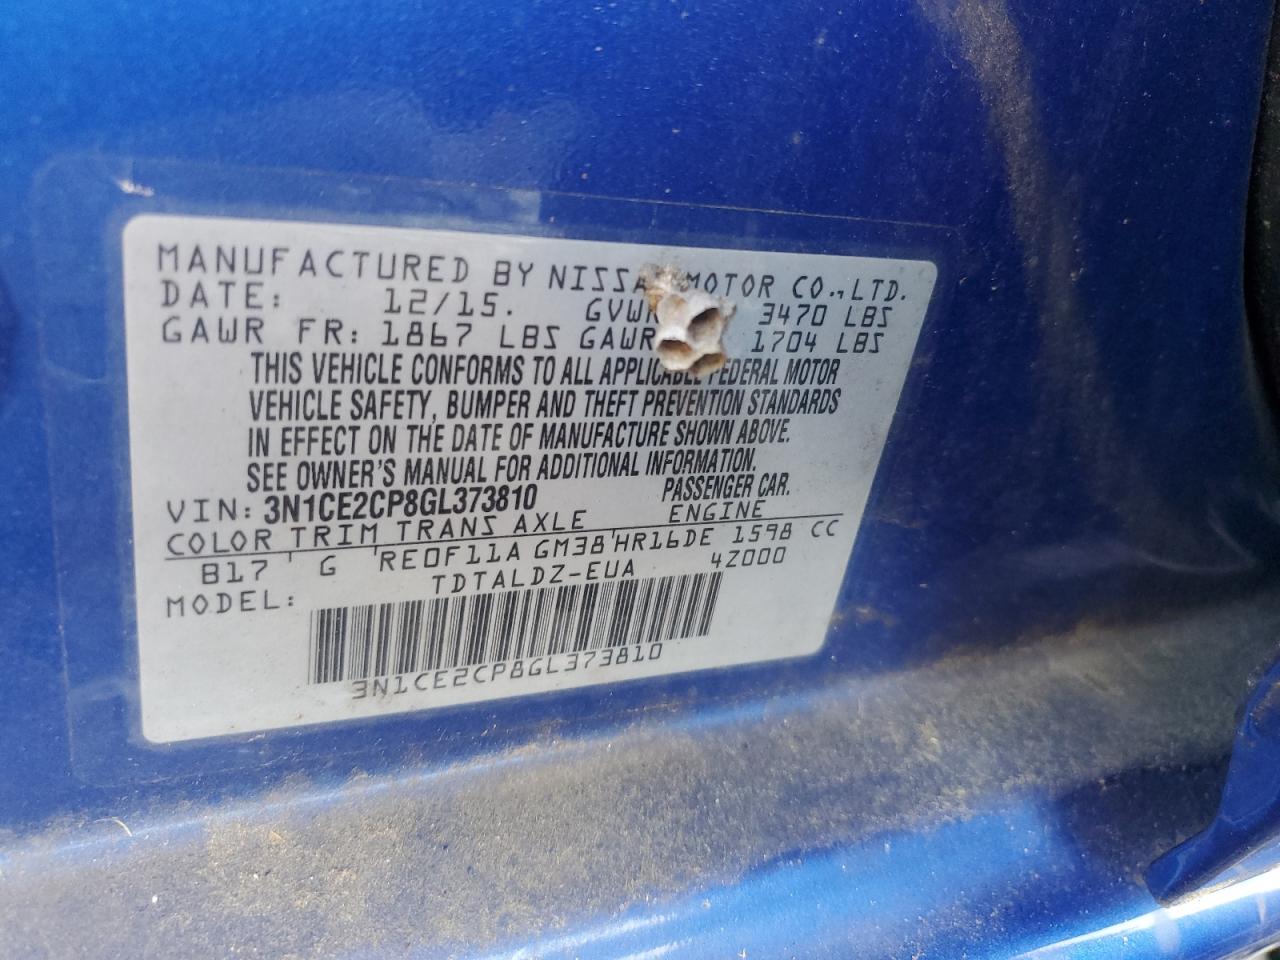 MANUFACTURED BY NISSAN MOTOR CO., LTD.
DATE: 12/15. GVWR 3470 LBS
GAWR FR: 1867 LBS GAWR 1704 LBS
THIS VEHICLE CONFORMS TO ALL APPLICABLE FEDERAL MOTOR
VEHICLE SAFETY, BUMPER AND THEFT PREVENTION STANDARDS
IN EFFECT ON THE DATE OF MANUFACTURE SHOWN ABOVE.
SEE OWNER'S MANUAL FOR ADDITIONAL INFORMATION.
VIN: 3N1CE2CP8GL373810 PASSENGER CAR.
COLOR TRIM TRANS AXLE ENGINE
B17 G RE0F11A GM38 HR16DE 1598 CC
MODEL: TDTALDZ-EUA 4Z000
3N1CE2CP8GL373810